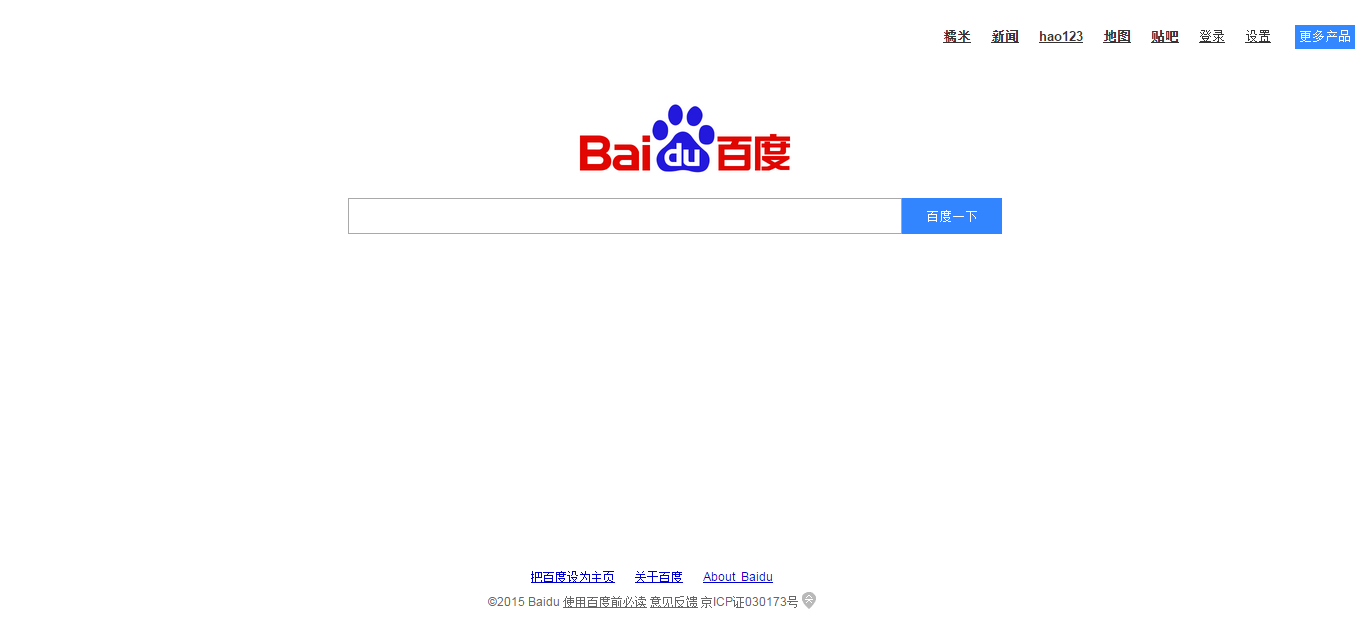 糯米 新闻 hao123 地图 贴吧 登录 设置 更多产品
Bai du 百度
百度一下
把百度设为主页 关于百度 About Baidu
©2015 Baidu 使用百度前必读 意见反馈 京ICP证030173号